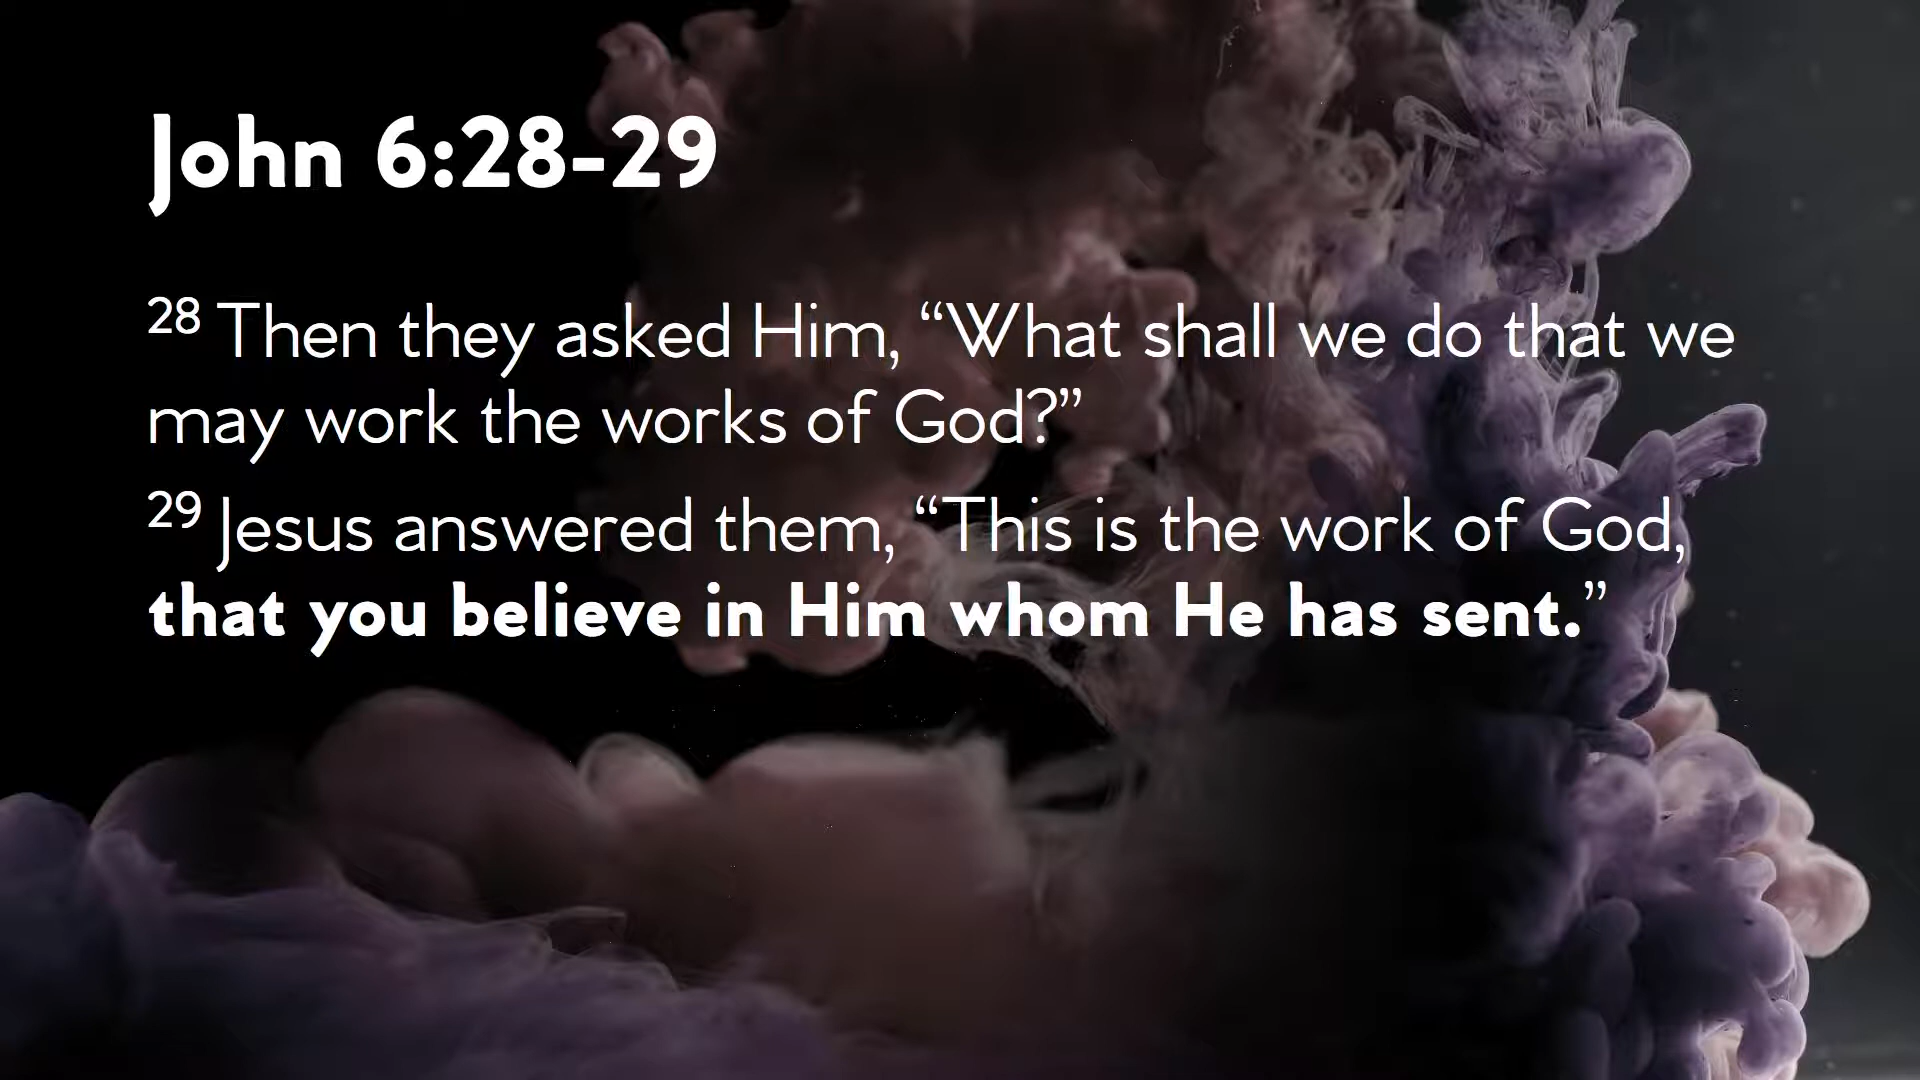 John 6:28-29
28 Then they asked Him, “What shall we do that we
may work the works of God?”
29 Jesus answered them, “This is the work of God,
that you believe in Him whom He has sent.”